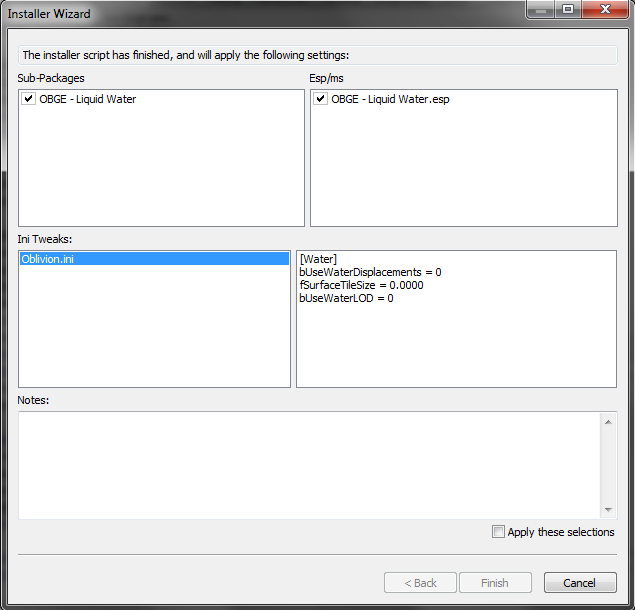 Installer Wizard
The installer script has finished, and will apply the following settings:
Sub-Packages
Esp/ms
OBGE - Liquid Water
OBGE - Liquid Water.esp
Ini Tweaks:
Oblivion.ini
[Water]
bUseWaterDisplacements = 0
fSurfaceTileSize = 0.0000
bUseWaterLOD = 0
Notes:
Apply these selections
< Back
Finish
Cancel